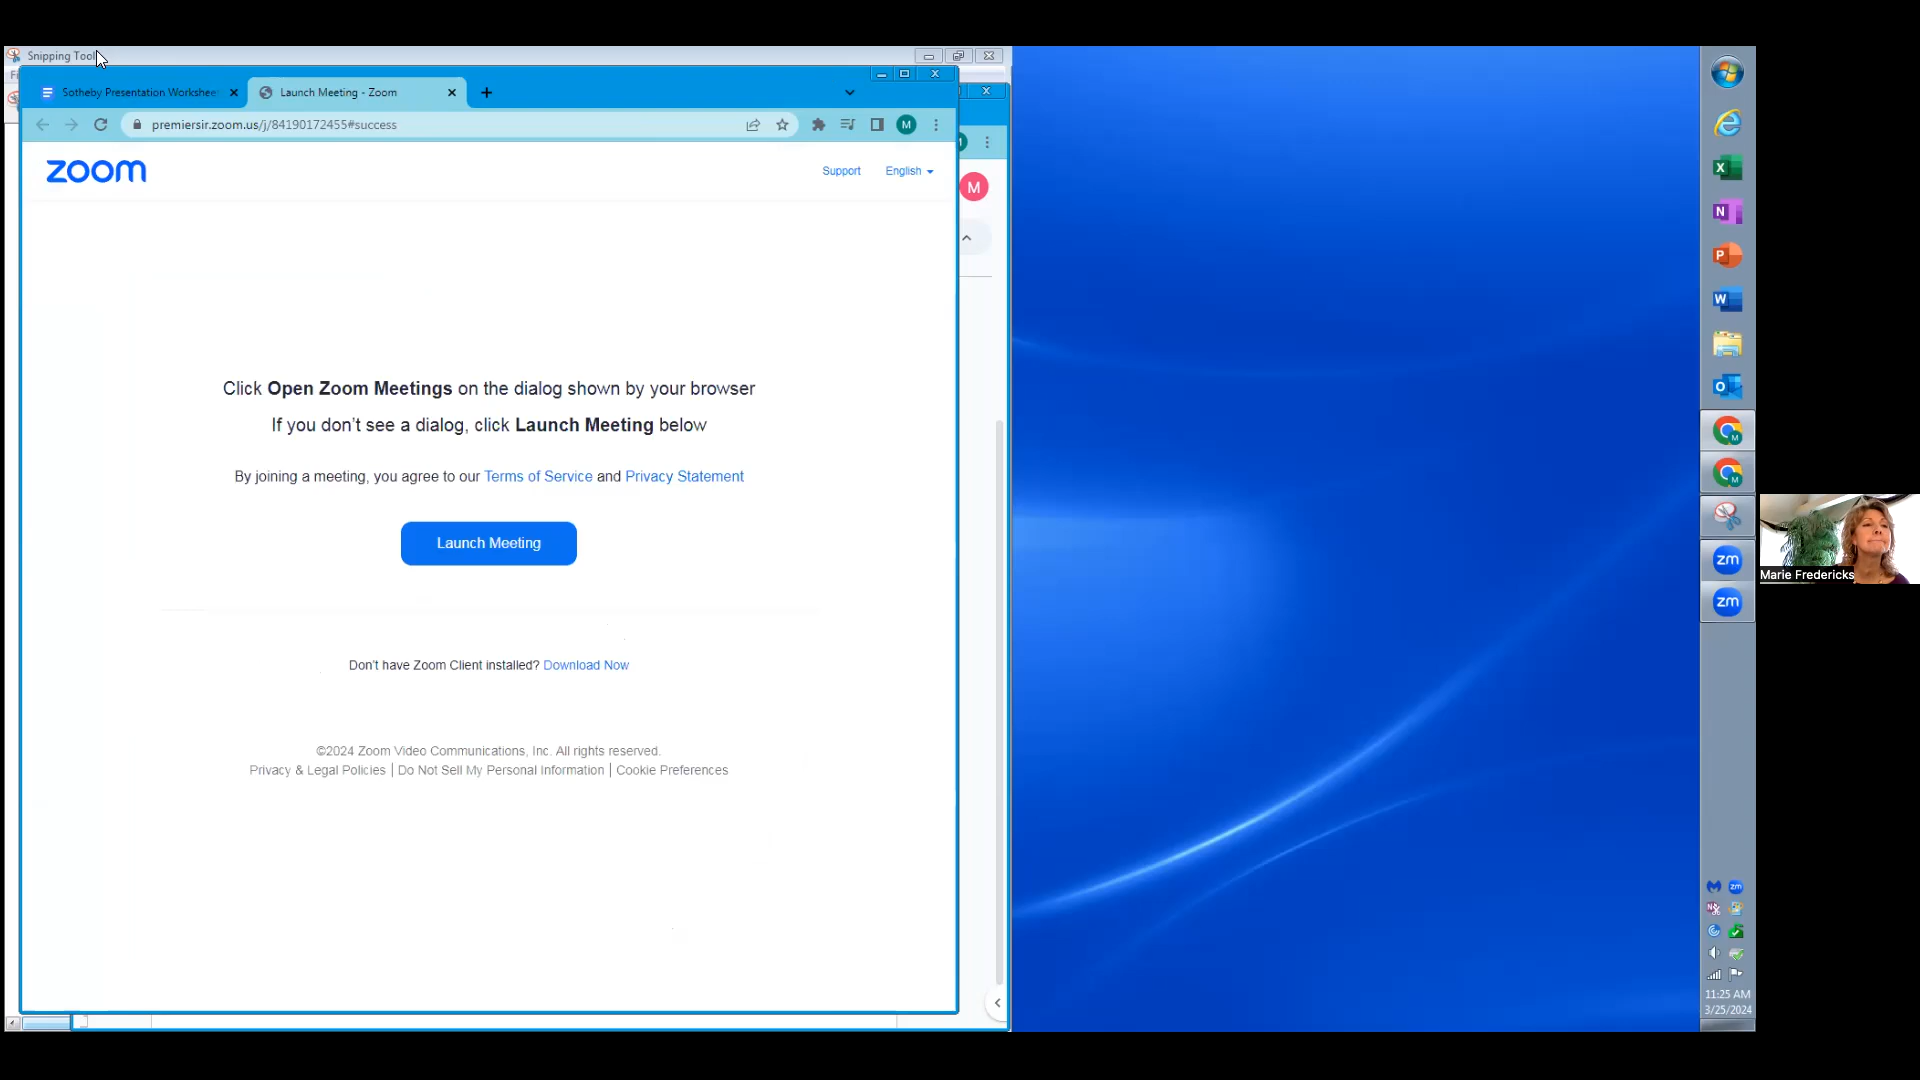 Snipping Tool
Sotheby Presentation Worksheet
Launch Meeting - Zoom
premiersir.zoom.us/j/84190172455#success
M
zoom
Support
English
M
Click Open Zoom Meetings on the dialog shown by your browser
If you don't see a dialog, click Launch Meeting below
By joining a meeting, you agree to our Terms of Service and Privacy Statement
Launch Meeting
Don't have Zoom Client installed? Download Now
©2024 Zoom Video Communications, Inc. All rights reserved.
Privacy & Legal Policies | Do Not Sell My Personal Information | Cookie Preferences
X
N
P
W
O
M
M
zm
zm
Marie Fredericks
zm
11:25 AM
3/25/2024